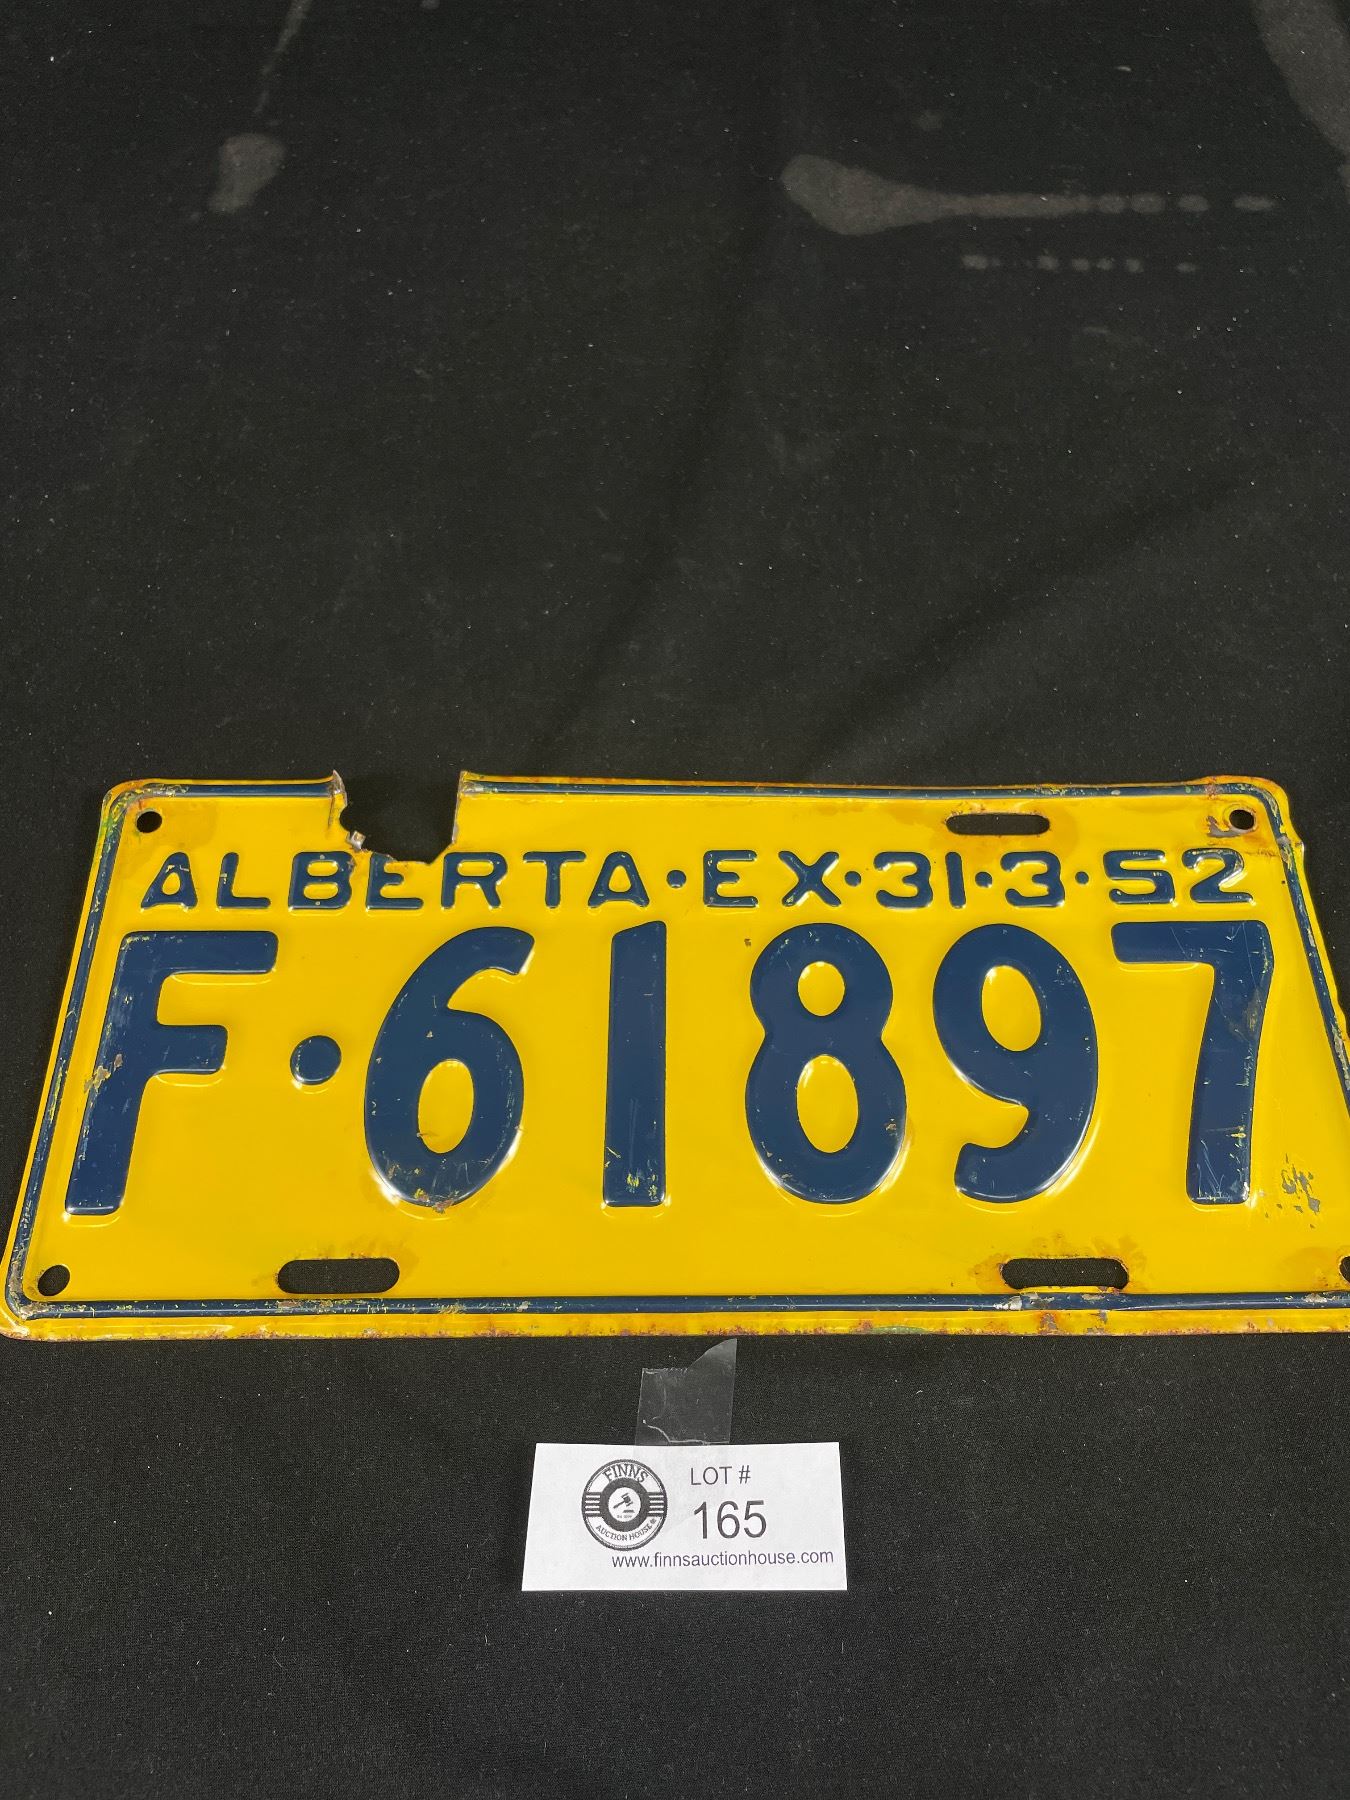 ALBERTA·EX·31·3·52
F·61897
FINNS
AUCTION HOUSE
LOT #
165
www.finnsauctionhouse.com